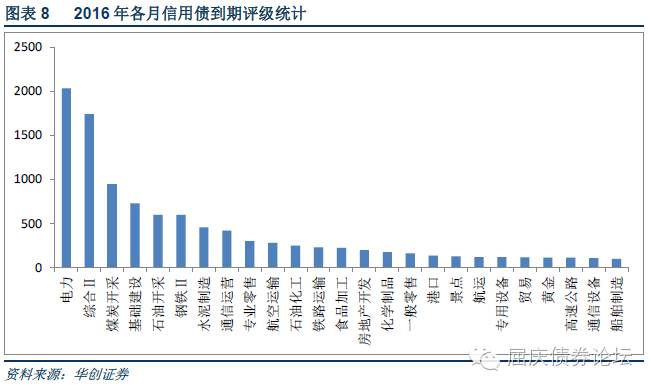 图表 8 2016 年各月信用债到期评级统计
2500
2000
1500
1000
500
0
电力
综合Ⅱ
煤炭开采
基础建设
石油开采
钢铁Ⅱ
水泥制造
通信运营
专业零售
航空运输
石油化工
铁路运输
食品加工
房地产开发
化学制品
一般零售
港口
景点
航运
专用设备
贸易
黄金
高速公路
通信设备
船舶制造
资料来源：华创证券
屈庆债券论坛